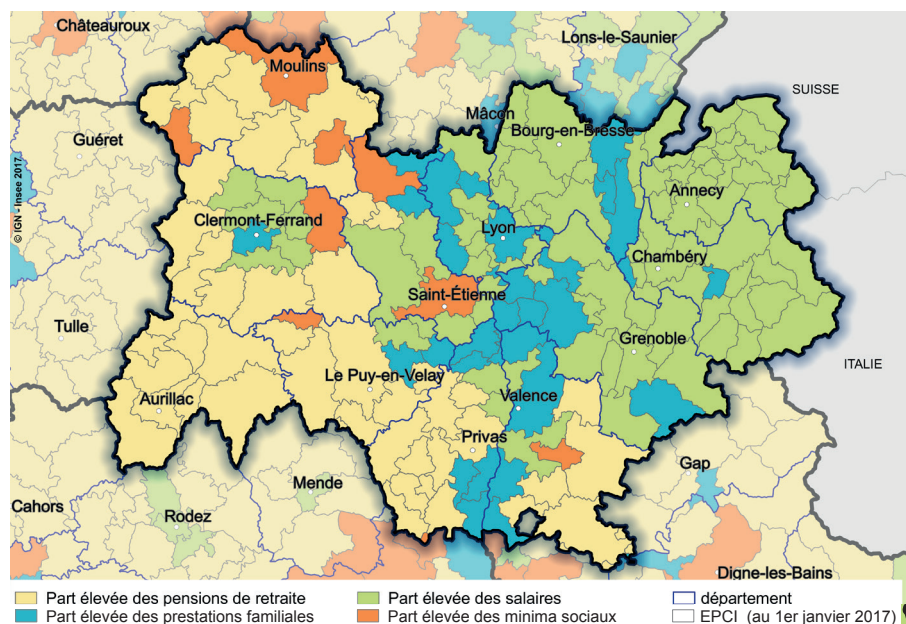 Châteauroux
Lons-le-Saunier
Moulins
SUISSE
Mâcon
Bourg-en-Bresse
Guéret
© IGN - Insee 2017
Annecy
Clermont-Ferrand
Lyon
Chambéry
Saint-Étienne
Tulle
Grenoble
ITALIE
Le Puy-en-Velay
Aurillac
Valence
Privas
Gap
Mende
Cahors
Rodez
Digne-les-Bains
Part élevée des pensions de retraite
Part élevée des salaires
département
Part élevée des prestations familiales
Part élevée des minima sociaux
EPCI (au 1er janvier 2017)